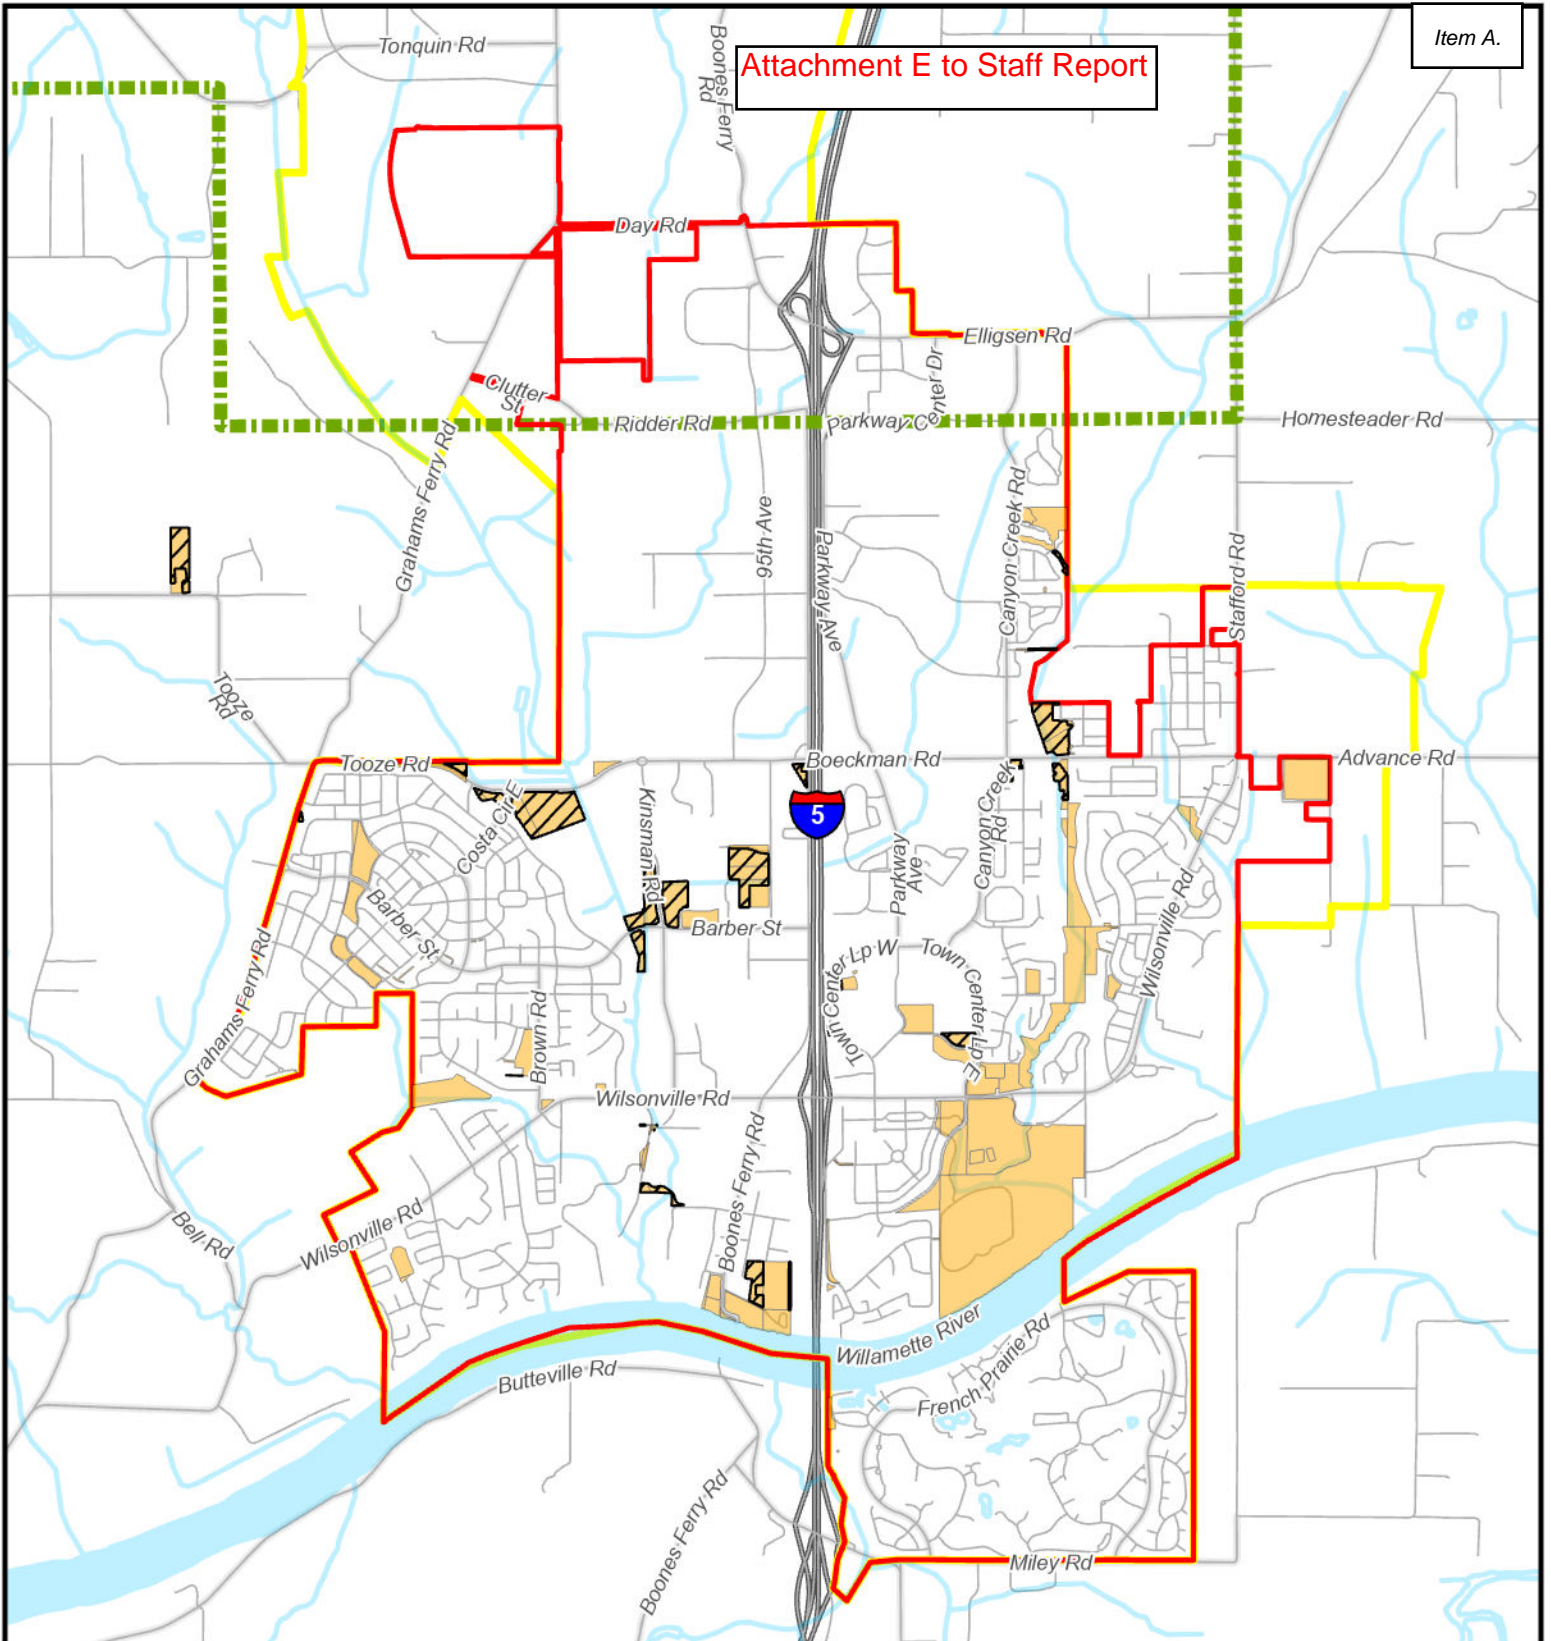 Item A.
Attachment E to Staff Report
Tonquin Rd
Boones Ferry
Rd
Day Rd
Elligsen Rd
Clutter
St
Parkway Center Dr
Ridder Rd
Homesteader Rd
Grahams Ferry Rd
95th Ave
Parkway Ave
Canyon Creek Rd
Stafford Rd
Tooze
Rd
Tooze Rd
Boeckman Rd
Advance Rd
5
Costa Cir E
Kinsman Rd
Parkway
Ave
Canyon Creek
Rd
Barber St
Barber St
Wilsonville Rd
Grahams Ferry Rd
Town Center Lp W
Town Center Lp E
Brown Rd
Wilsonville Rd
Boones Ferry Rd
Bell Rd
Wilsonville Rd
Willamette River
Butteville Rd
French Prairie Rd
Boones Ferry Rd
Miley Rd